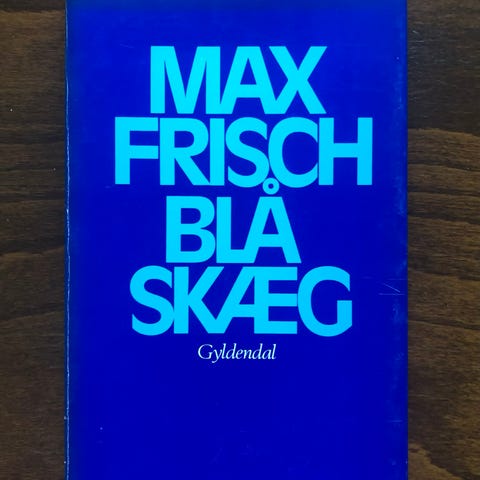 MAX
FRISCH
BLÅ
SKÆG
Gyldendal